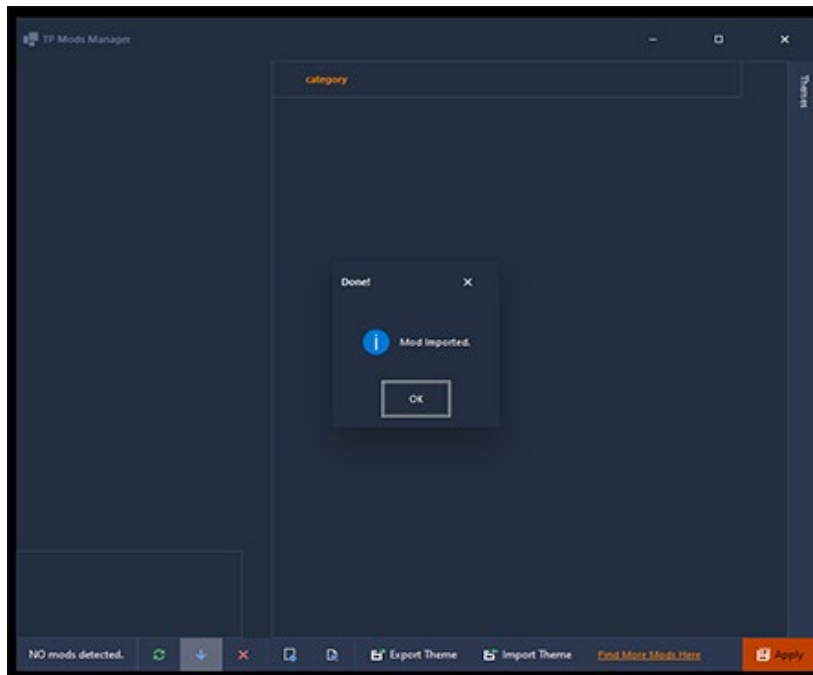 TP Mods Manager
category
Themes
Done!
Mod Imported.
OK
NO mods detected.
Export Theme
Import Theme
Find More Mods Here
Apply